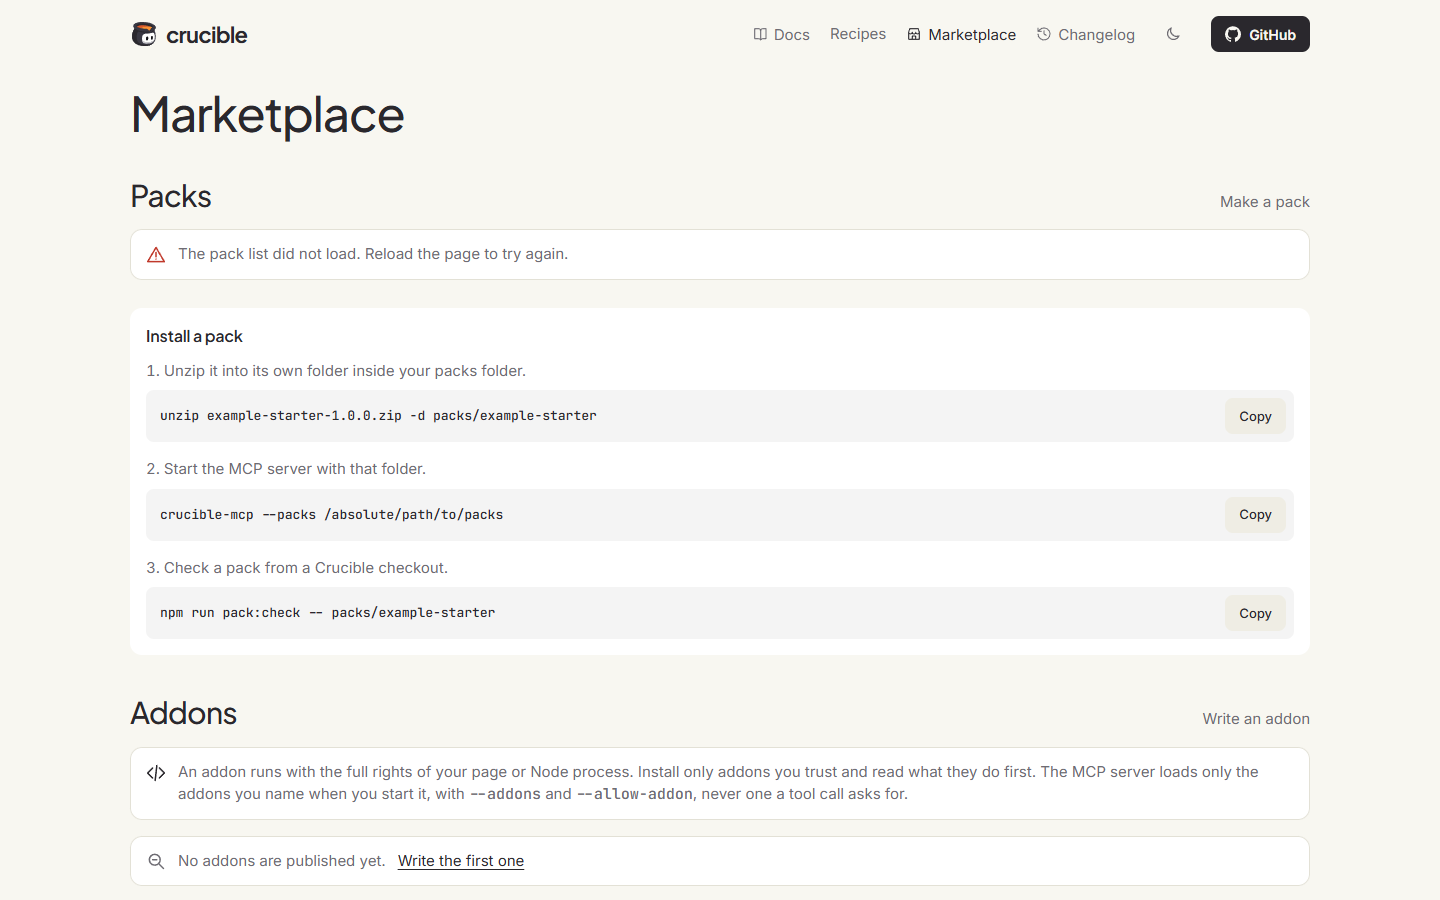 crucible
Docs
Recipes
Marketplace
Changelog
GitHub
Marketplace
Packs
Make a pack
The pack list did not load. Reload the page to try again.
Install a pack
1. Unzip it into its own folder inside your packs folder.
unzip example-starter-1.0.0.zip -d packs/example-starter
Copy
2. Start the MCP server with that folder.
crucible-mcp --packs /absolute/path/to/packs
Copy
3. Check a pack from a Crucible checkout.
npm run pack:check -- packs/example-starter
Copy
Addons
Write an addon
An addon runs with the full rights of your page or Node process. Install only addons you trust and read what they do first. The MCP server loads only the
addons you name when you start it, with --addons and --allow-addon, never one a tool call asks for.
No addons are published yet. Write the first one